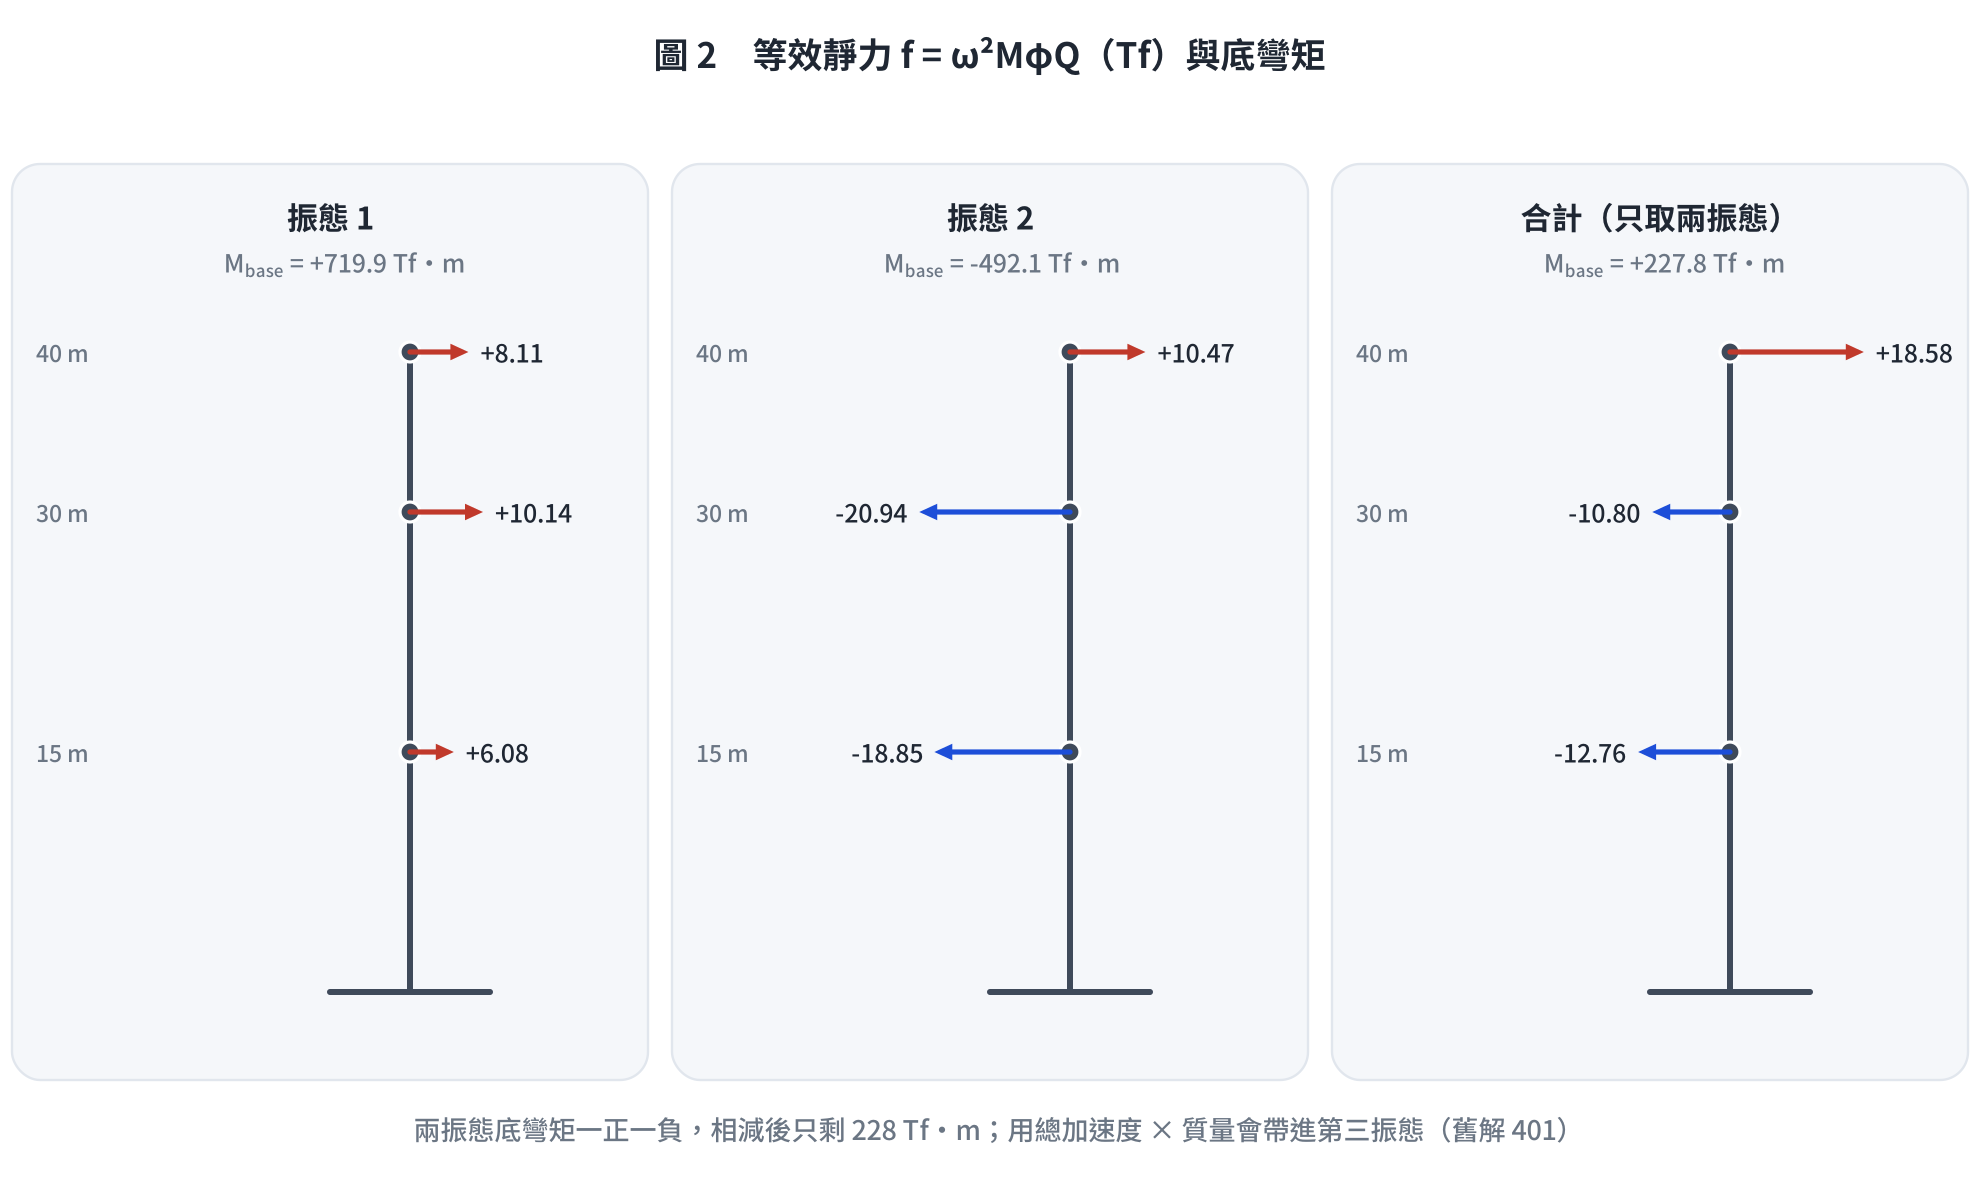 圖 2　等效靜力 f = ω²MφQ（Tf）與底彎矩
振態 1
M_base = +719.9 Tf・m
40 m
+8.11
30 m
+10.14
15 m
+6.08
振態 2
M_base = -492.1 Tf・m
40 m
+10.47
30 m
-20.94
15 m
-18.85
合計（只取兩振態）
M_base = +227.8 Tf・m
40 m
+18.58
30 m
-10.80
15 m
-12.76
兩振態底彎矩一正一負，相減後只剩 228 Tf・m；用總加速度 × 質量會帶進第三振態（舊解 401）